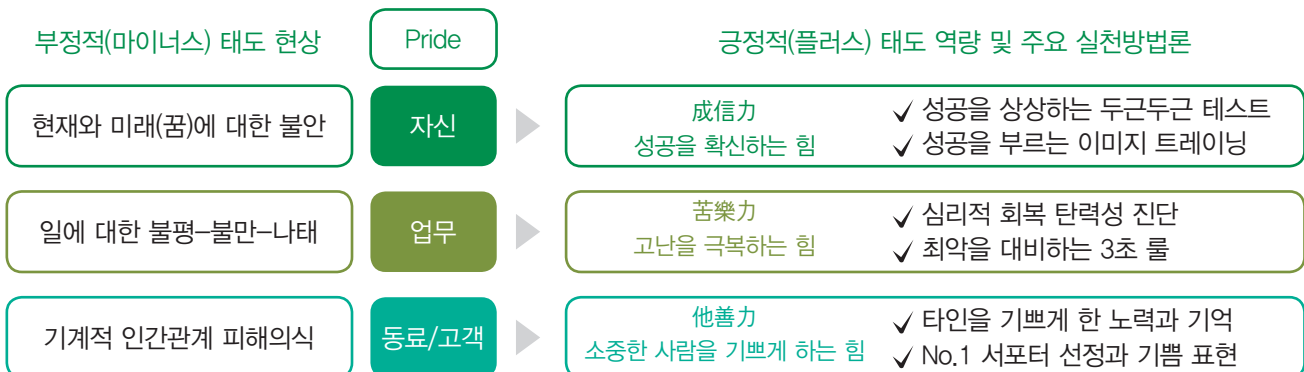 부정적(마이너스) 태도 현상
Pride
긍정적(플러스) 태도 역량 및 주요 실천방법론
현재와 미래(꿈)에 대한 불안
자신
成信力
성공을 확신하는 힘
✓ 성공을 상상하는 두근두근 테스트
✓ 성공을 부르는 이미지 트레이닝
일에 대한 불평-불만-나태
업무
苦樂力
고난을 극복하는 힘
✓ 심리적 회복 탄력성 진단
✓ 최악을 대비하는 3초 룰
기계적 인간관계 피해의식
동료/고객
他善力
소중한 사람을 기쁘게 하는 힘
✓ 타인을 기쁘게 한 노력과 기억
✓ No.1 서포터 선정과 기쁨 표현